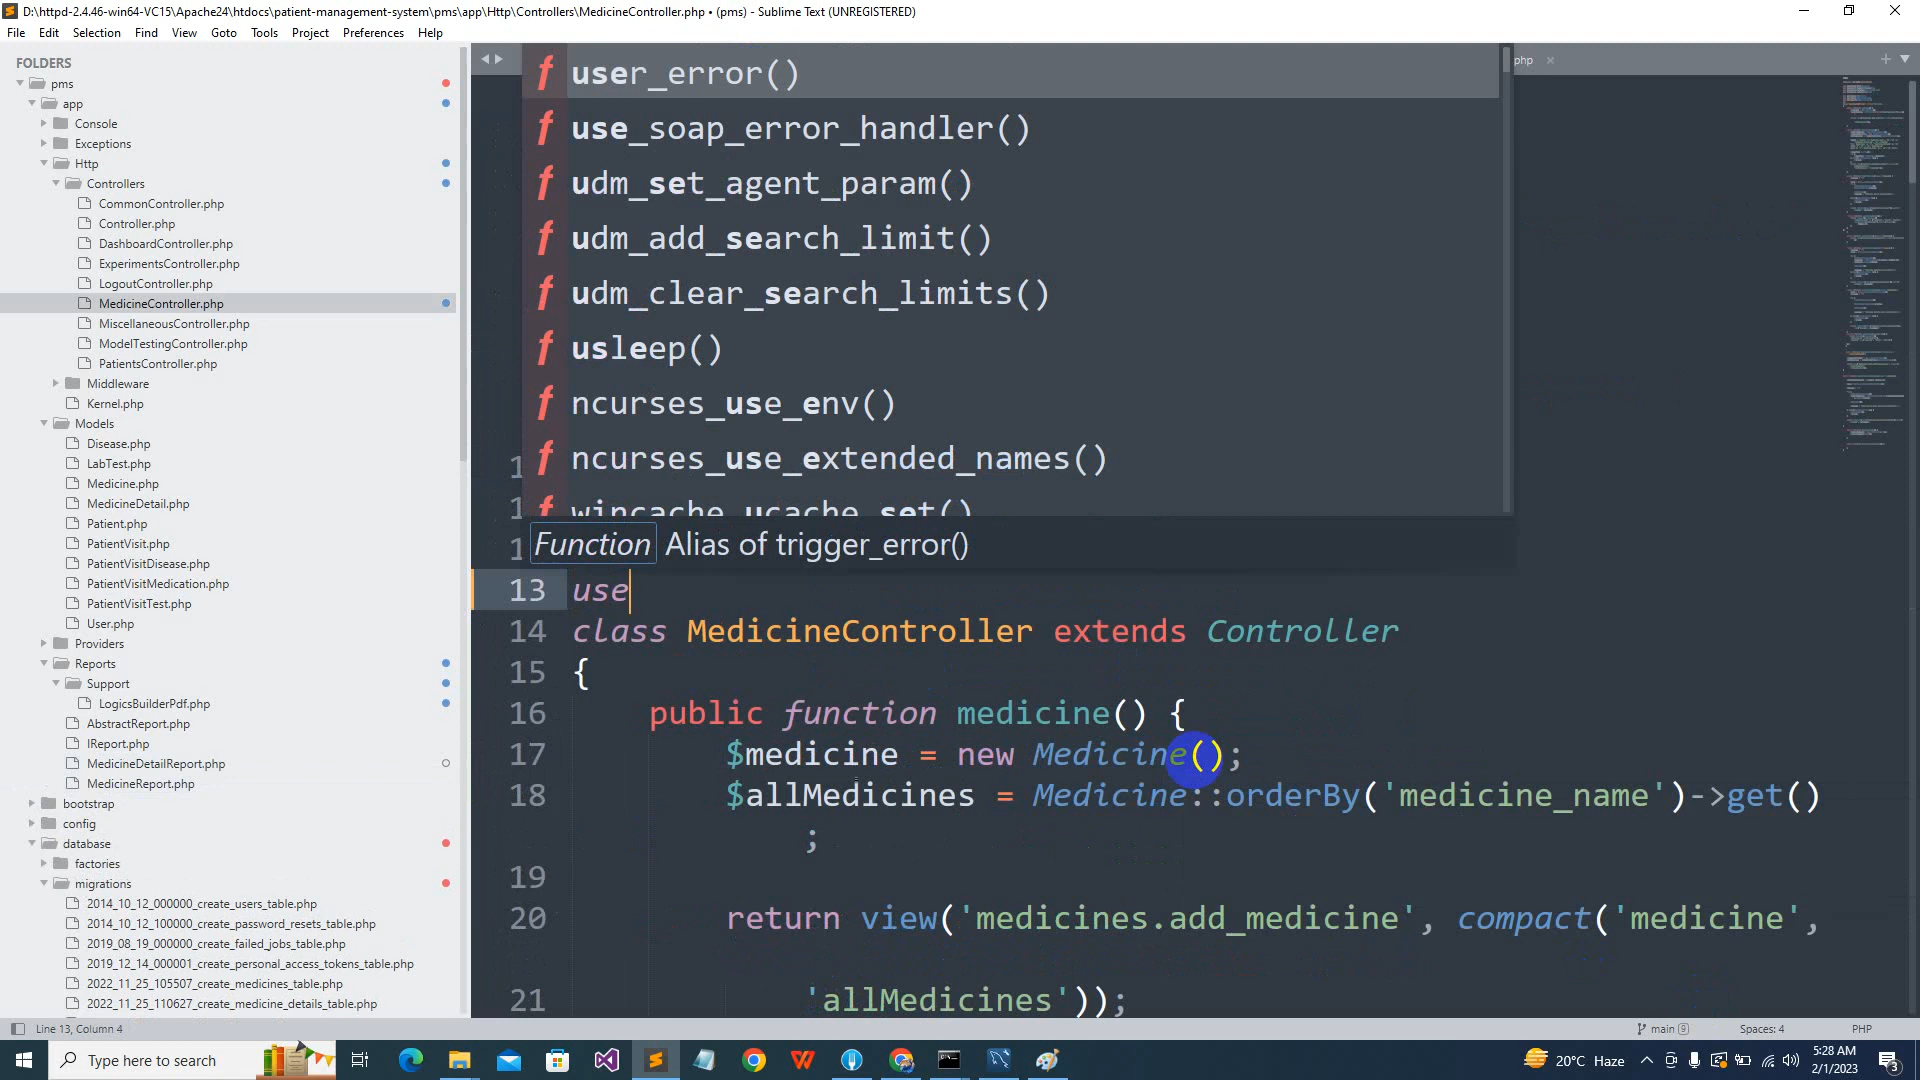 D:\httpd-2.4.46-win64-VC15\Apache24\htdocs\patient-management-system\pms\app\Http\Controllers\MedicineController.php • (pms) - Sublime Text (UNREGISTERED)
File Edit Selection Find View Goto Tools Project Preferences Help
FOLDERS
pms
app
Console
Exceptions
Http
Controllers
CommonController.php
Controller.php
DashboardController.php
ExperimentsController.php
LogoutController.php
MedicineController.php
MiscellaneousController.php
ModelTestingController.php
PatientsController.php
Middleware
Kernel.php
Models
Disease.php
LabTest.php
Medicine.php
MedicineDetail.php
Patient.php
PatientVisit.php
PatientVisitDisease.php
PatientVisitMedication.php
PatientVisitTest.php
User.php
Providers
Reports
Support
LogicsBuilderPdf.php
AbstractReport.php
IReport.php
MedicineDetailReport.php
MedicineReport.php
bootstrap
config
database
factories
migrations
2014_10_12_000000_create_users_table.php
2014_10_12_100000_create_password_resets_table.php
2019_08_19_000000_create_failed_jobs_table.php
2019_12_14_000001_create_personal_access_tokens_table.php
2022_11_25_105507_create_medicines_table.php
2022_11_25_110627_create_medicine_details_table.php
php
f user_error()
f use_soap_error_handler()
f udm_set_agent_param()
f udm_add_search_limit()
f udm_clear_search_limits()
f usleep()
f ncurses_use_env()
f ncurses_use_extended_names()
f wincache_ucache_set()
Function Alias of trigger_error()
13 use
14 class MedicineController extends Controller
15 {
16 public function medicine() {
17 $medicine = new Medicine();
18 $allMedicines = Medicine::orderBy('medicine_name')->get()
;
19
20 return view('medicines.add_medicine', compact('medicine',
21 'allMedicines'));
Line 13, Column 4
main 9
Spaces: 4
PHP
Type here to search
20°C Haze
5:28 AM
2/1/2023
3